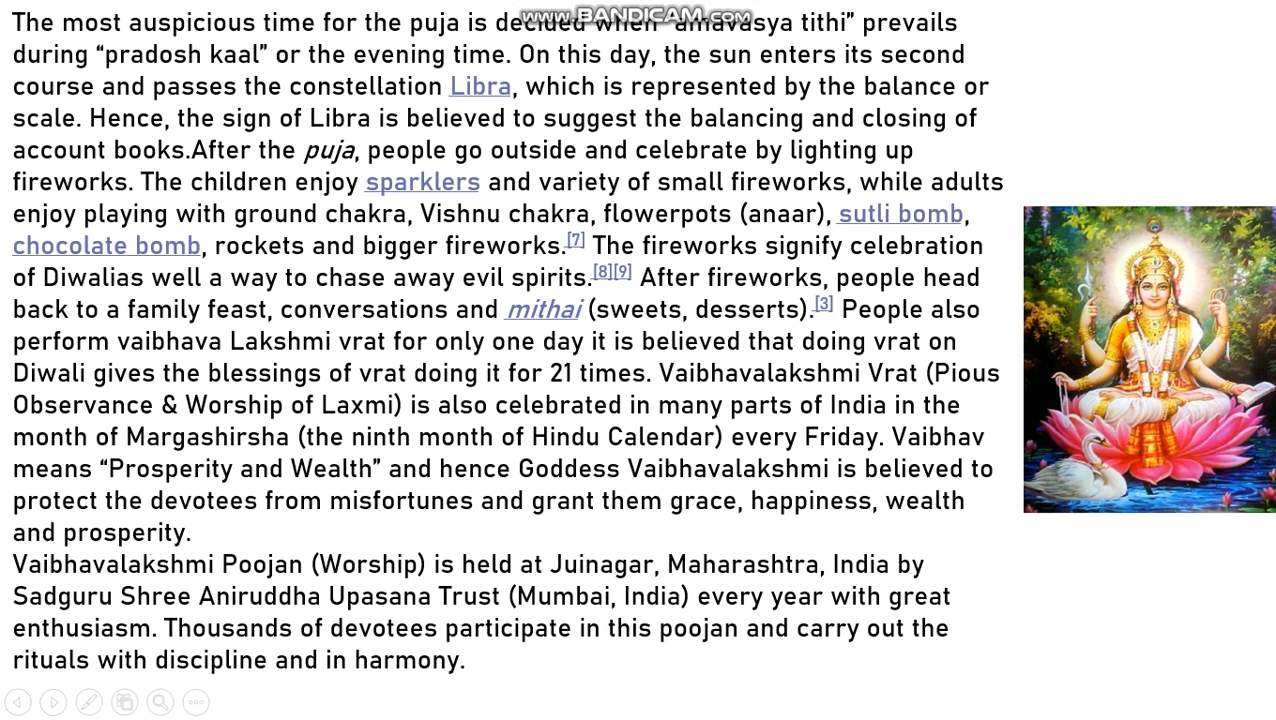 www.BANDICAM.com
The most auspicious time for the puja is decided when “amavasya tithi” prevails
during “pradosh kaal” or the evening time. On this day, the sun enters its second
course and passes the constellation Libra, which is represented by the balance or
scale. Hence, the sign of Libra is believed to suggest the balancing and closing of
account books.After the puja, people go outside and celebrate by lighting up
fireworks. The children enjoy sparklers and variety of small fireworks, while adults
enjoy playing with ground chakra, Vishnu chakra, flowerpots (anaar), sutli bomb,
chocolate bomb, rockets and bigger fireworks.[7] The fireworks signify celebration
of Diwalias well a way to chase away evil spirits.[8][9] After fireworks, people head
back to a family feast, conversations and mithai (sweets, desserts).[3] People also
perform vaibhava Lakshmi vrat for only one day it is believed that doing vrat on
Diwali gives the blessings of vrat doing it for 21 times. Vaibhavalakshmi Vrat (Pious
Observance & Worship of Laxmi) is also celebrated in many parts of India in the
month of Margashirsha (the ninth month of Hindu Calendar) every Friday. Vaibhav
means “Prosperity and Wealth” and hence Goddess Vaibhavalakshmi is believed to
protect the devotees from misfortunes and grant them grace, happiness, wealth
and prosperity.
Vaibhavalakshmi Poojan (Worship) is held at Juinagar, Maharashtra, India by
Sadguru Shree Aniruddha Upasana Trust (Mumbai, India) every year with great
enthusiasm. Thousands of devotees participate in this poojan and carry out the
rituals with discipline and in harmony.